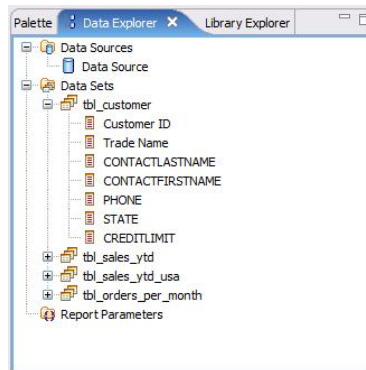 Palette Data Explorer Library Explorer
Data Sources
Data Source
Data Sets
tbl_customer
Customer ID
Trade Name
CONTACTLASTNAME
CONTACTFIRSTNAME
PHONE
STATE
CREDITLIMIT
tbl_sales_ytd
tbl_sales_ytd_usa
tbl_orders_per_month
Report Parameters